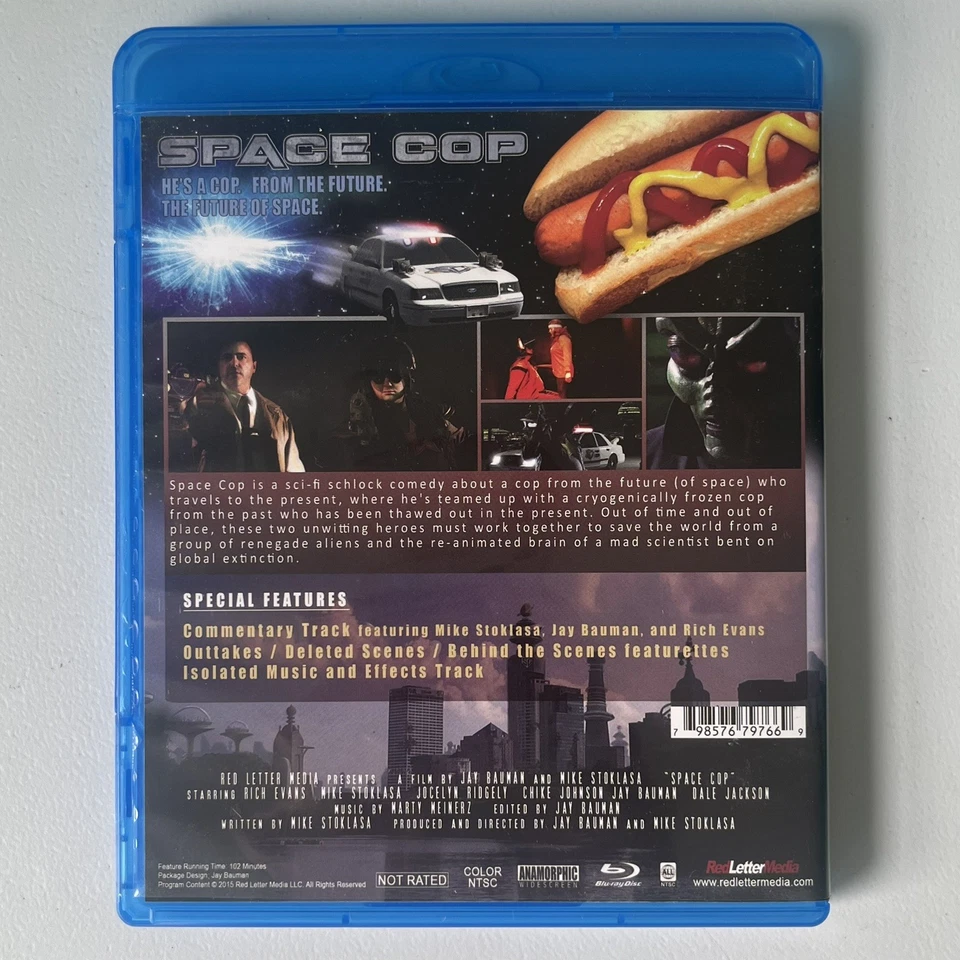 SPACE COP
HE'S A COP. FROM THE FUTURE.
THE FUTURE OF SPACE.
Space Cop is a sci-fi schlock comedy about a cop from the future (of space) who
travels to the present, where he's teamed up with a cryogenically frozen cop
from the past who has been thawed out in the present. Out of time and out of
place, these two unwitting heroes must work together to save the world from a
group of renegade aliens and the re-animated brain of a mad scientist bent on
global extinction.
SPECIAL FEATURES
Commentary Track featuring Mike Stoklasa, Jay Bauman, and Rich Evans
Outtakes / Deleted Scenes / Behind the Scenes featurettes
Isolated Music and Effects Track
7 98576 79766 9
RED LETTER MEDIA PRESENTS A FILM BY JAY BAUMAN AND MIKE STOKLASA "SPACE COP"
STARRING RICH EVANS MIKE STOKLASA JOCELYN RIDGELY CHIKE JOHNSON JAY BAUMAN DALE JACKSON
MUSIC BY MARTY MEINERZ EDITED BY JAY BAUMAN
WRITTEN BY MIKE STOKLASA PRODUCED AND DIRECTED BY JAY BAUMAN AND MIKE STOKLASA
Feature Running Time: 102 Minutes
Package Design: Jay Bauman
Program Content © 2015 Red Letter Media LLC. All Rights Reserved
NOT RATED
COLOR
NTSC
ANAMORPHIC
WIDESCREEN
Blu-ray Disc
ALL
NTSC
RedLetterMedia
www.redlettermedia.com